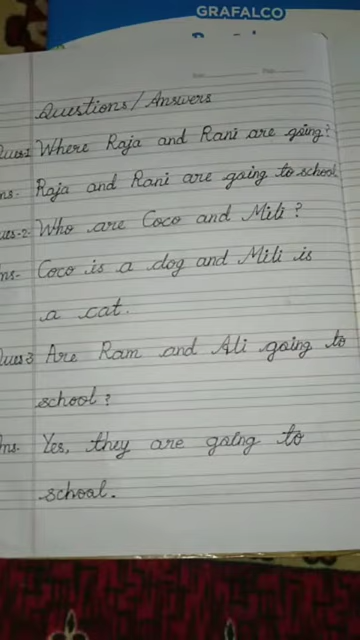 GRAFALCO
Questions/Answers
Ques-1 Where Raja and Rani are going?
Ans- Raja and Rani are going to school
Ques-2- Who are Coco and Mili?
Ans- Coco is a dog and Mili is
a cat.
Ques-3 Are Ram and Ali going to
school?
Ans. Yes, they are going to
school.